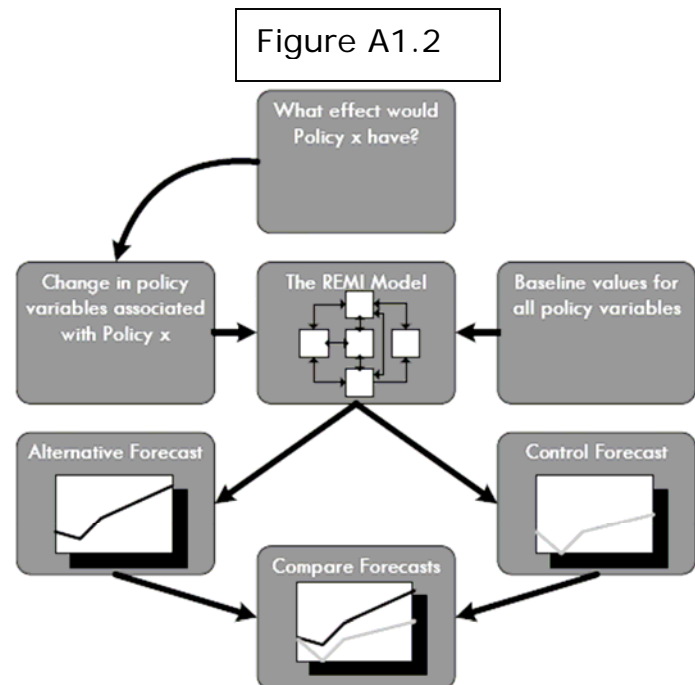 Figure A1.2
What effect would
Policy x have?
Change in policy
variables associated
with Policy x
The REMI Model
Baseline values for
all policy variables
Alternative Forecast
Control Forecast
Compare Forecasts